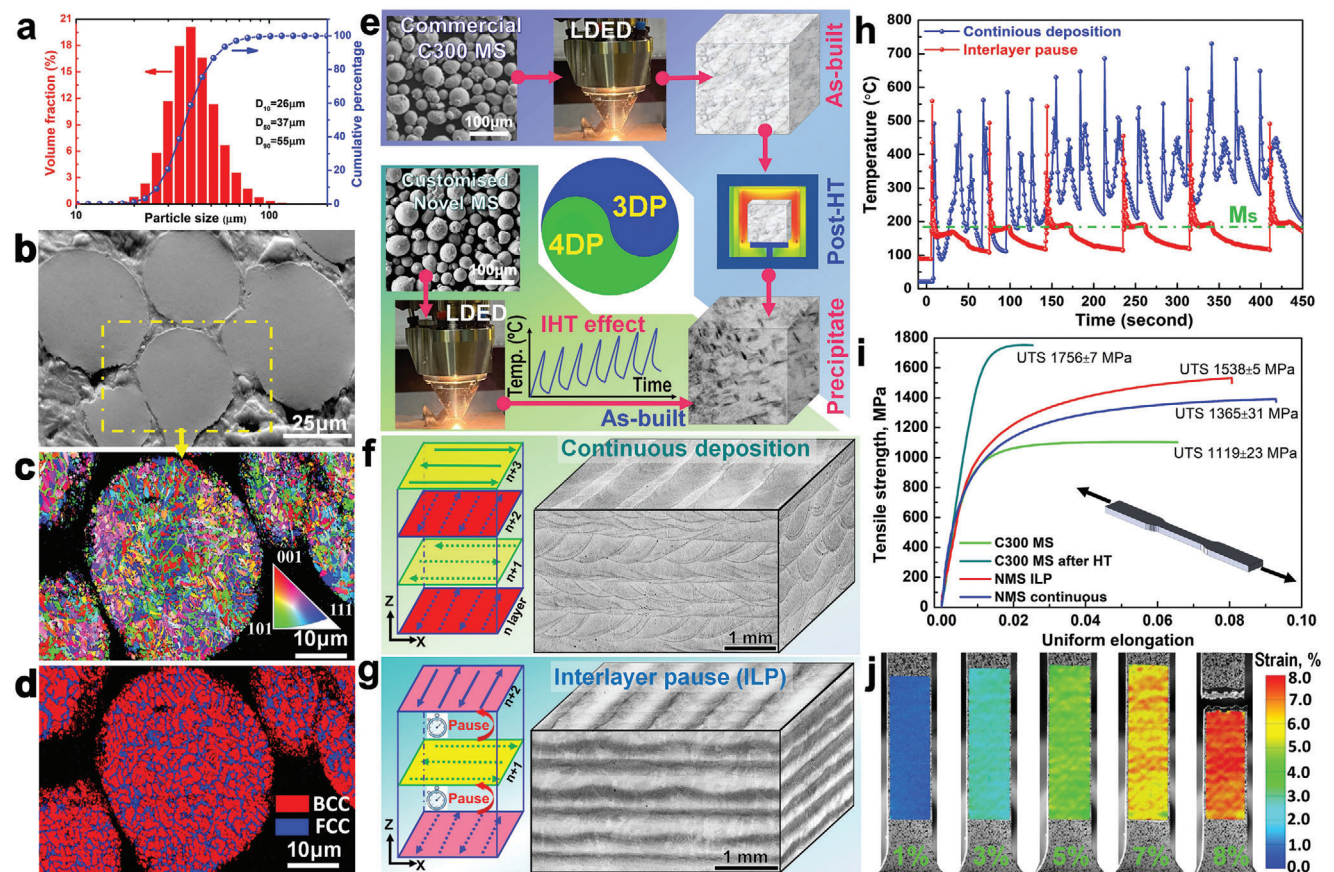 a
Volume fraction (%)
21
18
15
12
9
6
3
0
D10=26μm
D50=37μm
D90=55μm
100
80
60
40
20
0
Cumulative percentage
10
100
Particle size (μm)
b
25μm
c
001
111
101
10μm
d
BCC
FCC
10μm
e
Commercial
C300 MS
100μm
LDED
As-built
Customised
Novel MS
100μm
3DP
4DP
Post-HT
LDED
IHT effect
Temp. (ºC)
Time
As-built
Precipitate
f
Continuous deposition
n+3
n+2
n+1
n layer
Z
X
1 mm
g
Interlayer pause (ILP)
n+2
Pause
n+1
Pause
Z
X
1 mm
h
Continious deposition
Interlayer pause
Temperature (°C)
800
700
600
500
400
300
200
100
0
Ms
0
50
100
150
200
250
300
350
400
450
Time (second)
i
Tensile strength, MPa
1800
1600
1400
1200
1000
800
600
400
200
0
UTS 1756±7 MPa
UTS 1538±5 MPa
UTS 1365±31 MPa
UTS 1119±23 MPa
C300 MS
C300 MS after HT
NMS ILP
NMS continuous
0.00
0.02
0.04
0.06
0.08
0.10
Uniform elongation
j
1%
3%
5%
7%
8%
Strain, %
8.0
7.0
6.0
5.0
4.0
3.0
2.0
1.0
0.0